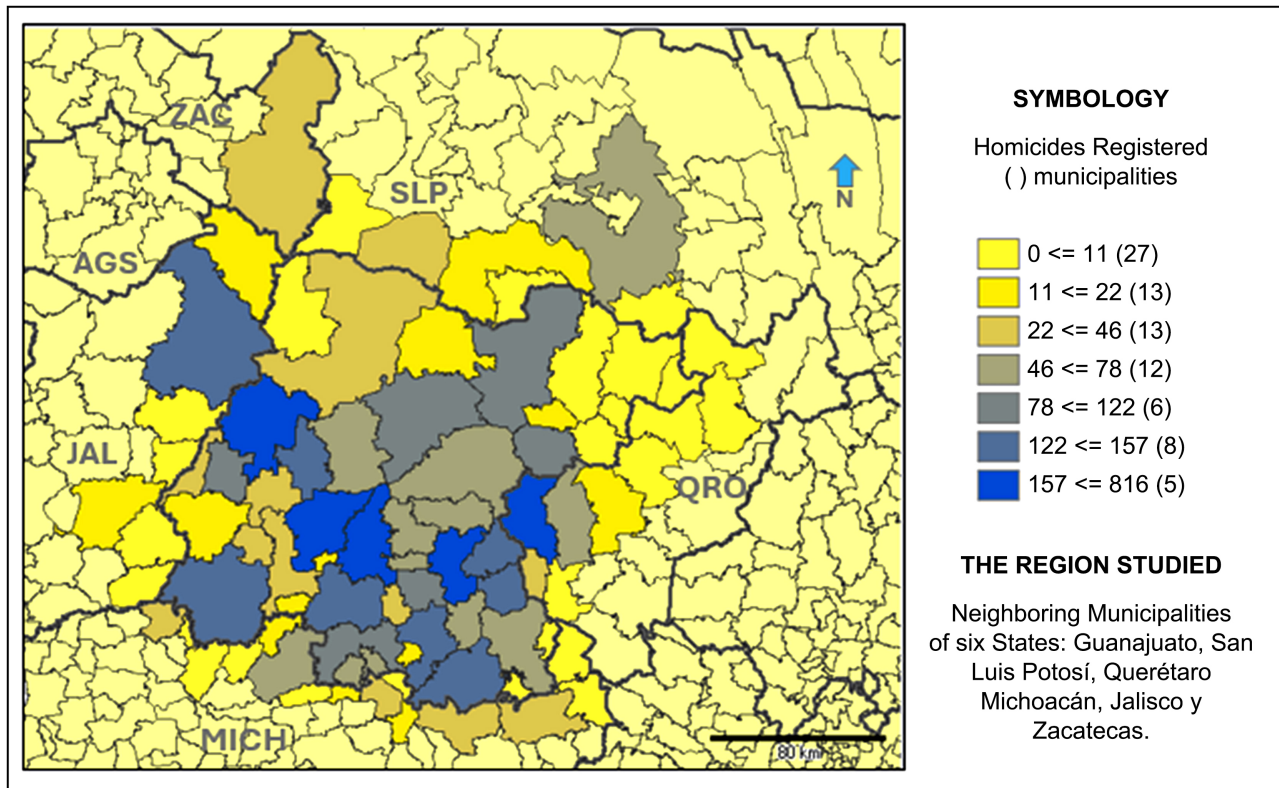 ZAC
SLP
AGS
JAL
QRO
MICH
80 km
N
SYMBOLOGY
Homicides Registered
( ) municipalities
0 <= 11 (27)
11 <= 22 (13)
22 <= 46 (13)
46 <= 78 (12)
78 <= 122 (6)
122 <= 157 (8)
157 <= 816 (5)
THE REGION STUDIED
Neighboring Municipalities
of six States: Guanajuato, San
Luis Potosí, Querétaro
Michoacán, Jalisco y
Zacatecas.